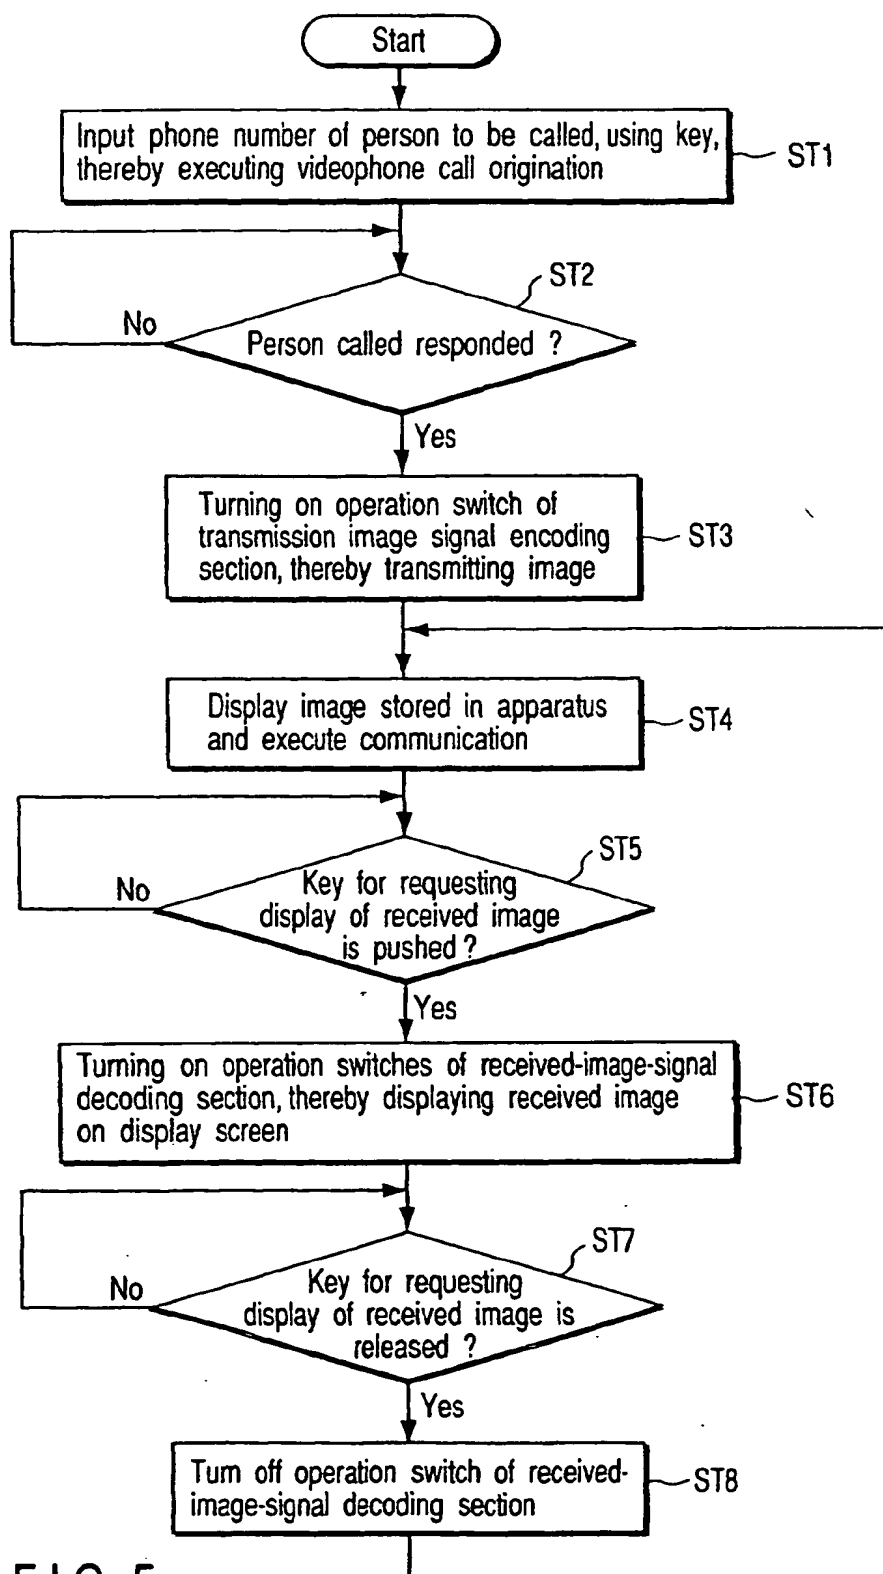 Start
Input phone number of person to be called, using key,
thereby executing videophone call origination
ST1
ST2
No
Person called responded ?
Yes
Turning on operation switch of
transmission image signal encoding
section, thereby transmitting image
ST3
Display image stored in apparatus
and execute communication
ST4
ST5
No
Key for requesting
display of received image
is pushed ?
Yes
Turning on operation switches of received-image-signal
decoding section, thereby displaying received image
on display screen
ST6
ST7
No
Key for requesting
display of received image is
released ?
Yes
Turn off operation switch of received-
image-signal decoding section
ST8